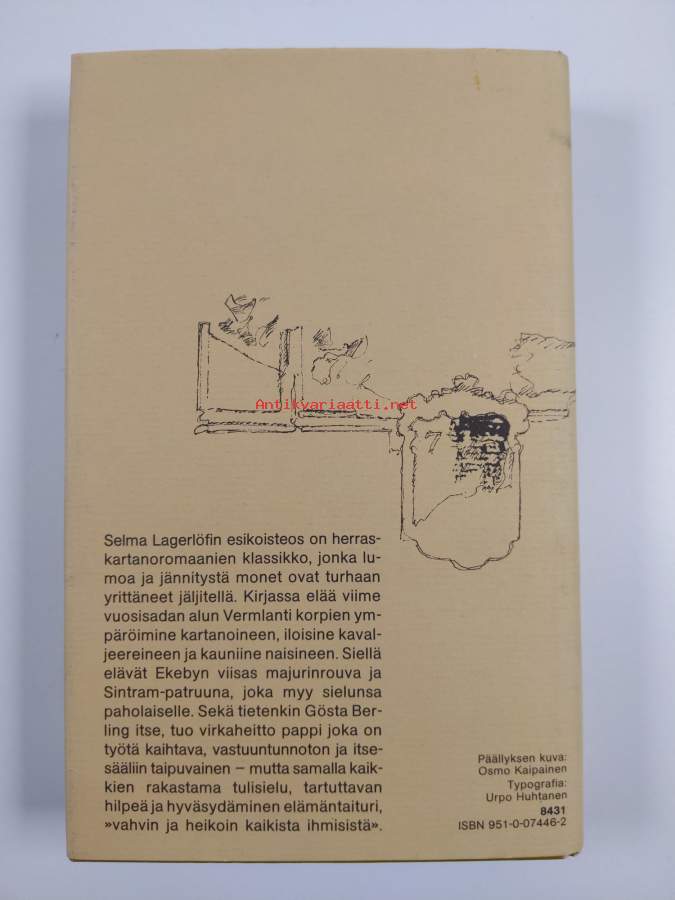 Antikvariaatti.net
Selma Lagerlöfin esikoisteos on herras-
kartanoromaanien klassikko, jonka lu-
moa ja jännitystä monet ovat turhaan
yrittäneet jäljitellä. Kirjassa elää viime
vuosisadan alun Vermlanti korpien ym-
päröimine kartanoineen, iloisine kaval-
jeereineen ja kauniine naisineen. Siellä
elävät Ekebyn viisas majurinrouva ja
Sintram-patruuna, joka myy sielunsa
paholaiselle. Sekä tietenkin Gösta Ber-
ling itse, tuo virkaheitto pappi joka on
työtä kaihtava, vastuuntunnoton ja itse-
sääliin taipuvainen – mutta samalla kaik-
kien rakastama tulisielu, tartuttavan
hilpeä ja hyväsydäminen elämäntaituri,
»vahvin ja heikoin kaikista ihmisistä».
Päällyksen kuva:
Osmo Kaipainen
Typografia:
Urpo Huhtanen
8431
ISBN 951-0-07446-2